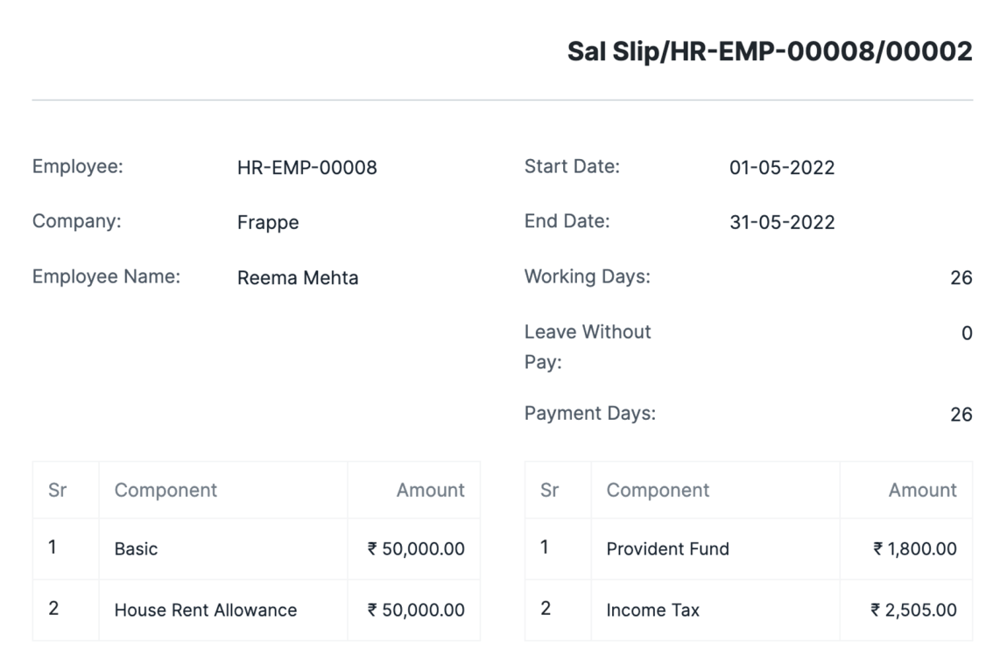 Sal Slip/HR-EMP-00008/00002
Employee: HR-EMP-00008
Company: Frappe
Employee Name: Reema Mehta
Start Date: 01-05-2022
End Date: 31-05-2022
Working Days: 26
Leave Without 0
Pay:
Payment Days: 26
Sr Component Amount
1 Basic ₹ 50,000.00
2 House Rent Allowance ₹ 50,000.00
Sr Component Amount
1 Provident Fund ₹ 1,800.00
2 Income Tax ₹ 2,505.00